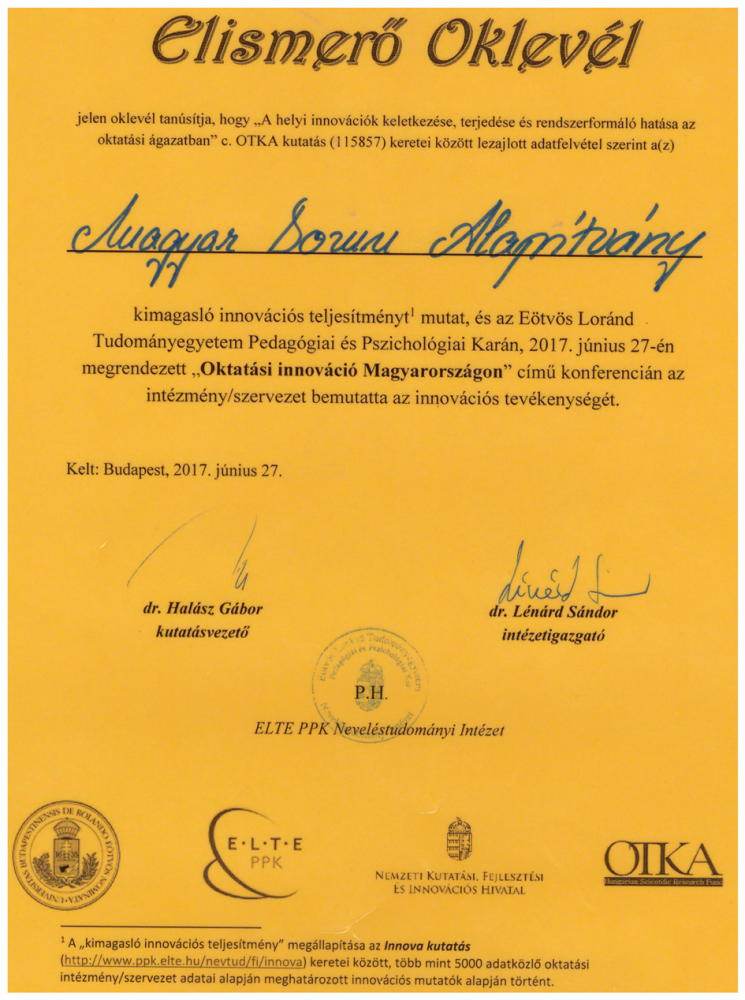 Elismerő Oklevél
jelen oklevél tanúsítja, hogy „A helyi innovációk keletkezése, terjedése és rendszerformáló hatása az
oktatási ágazatban” c. OTKA kutatás (115857) keretei között lezajlott adatfelvétel szerint a(z)
Magyar Alapítvány
kimagasló innovációs teljesítményt¹ mutat, és az Eötvös Loránd
Tudományegyetem Pedagógiai és Pszichológiai Karán, 2017. június 27-én
megrendezett „Oktatási innováció Magyarországon” című konferencián az
intézmény/szervezet bemutatta az innovációs tevékenységét.
Kelt: Budapest, 2017. június 27.
dr. Halász Gábor
kutatásvezető
dr. Lénárd Sándor
intézetigazgató
P.H.
ELTE PPK Neveléstudományi Intézet
UNIVERSITAS BUDAPESTINENSIS DE ROLANDO EÖTVÖS NOMINATA
E·L·T·E
PPK
NEMZETI KUTATÁSI, FEJLESZTÉSI
ÉS INNOVÁCIÓS HIVATAL
OTKA
Hungarian Scientific Research Fund
¹ A „kimagasló innovációs teljesítmény” megállapítása az Innova kutatás
(http://www.ppk.elte.hu/nevtud/fi/innova) keretei között, több mint 5000 adatközlő oktatási
intézmény/szervezet adatai alapján meghatározott innovációs mutatók alapján történt.